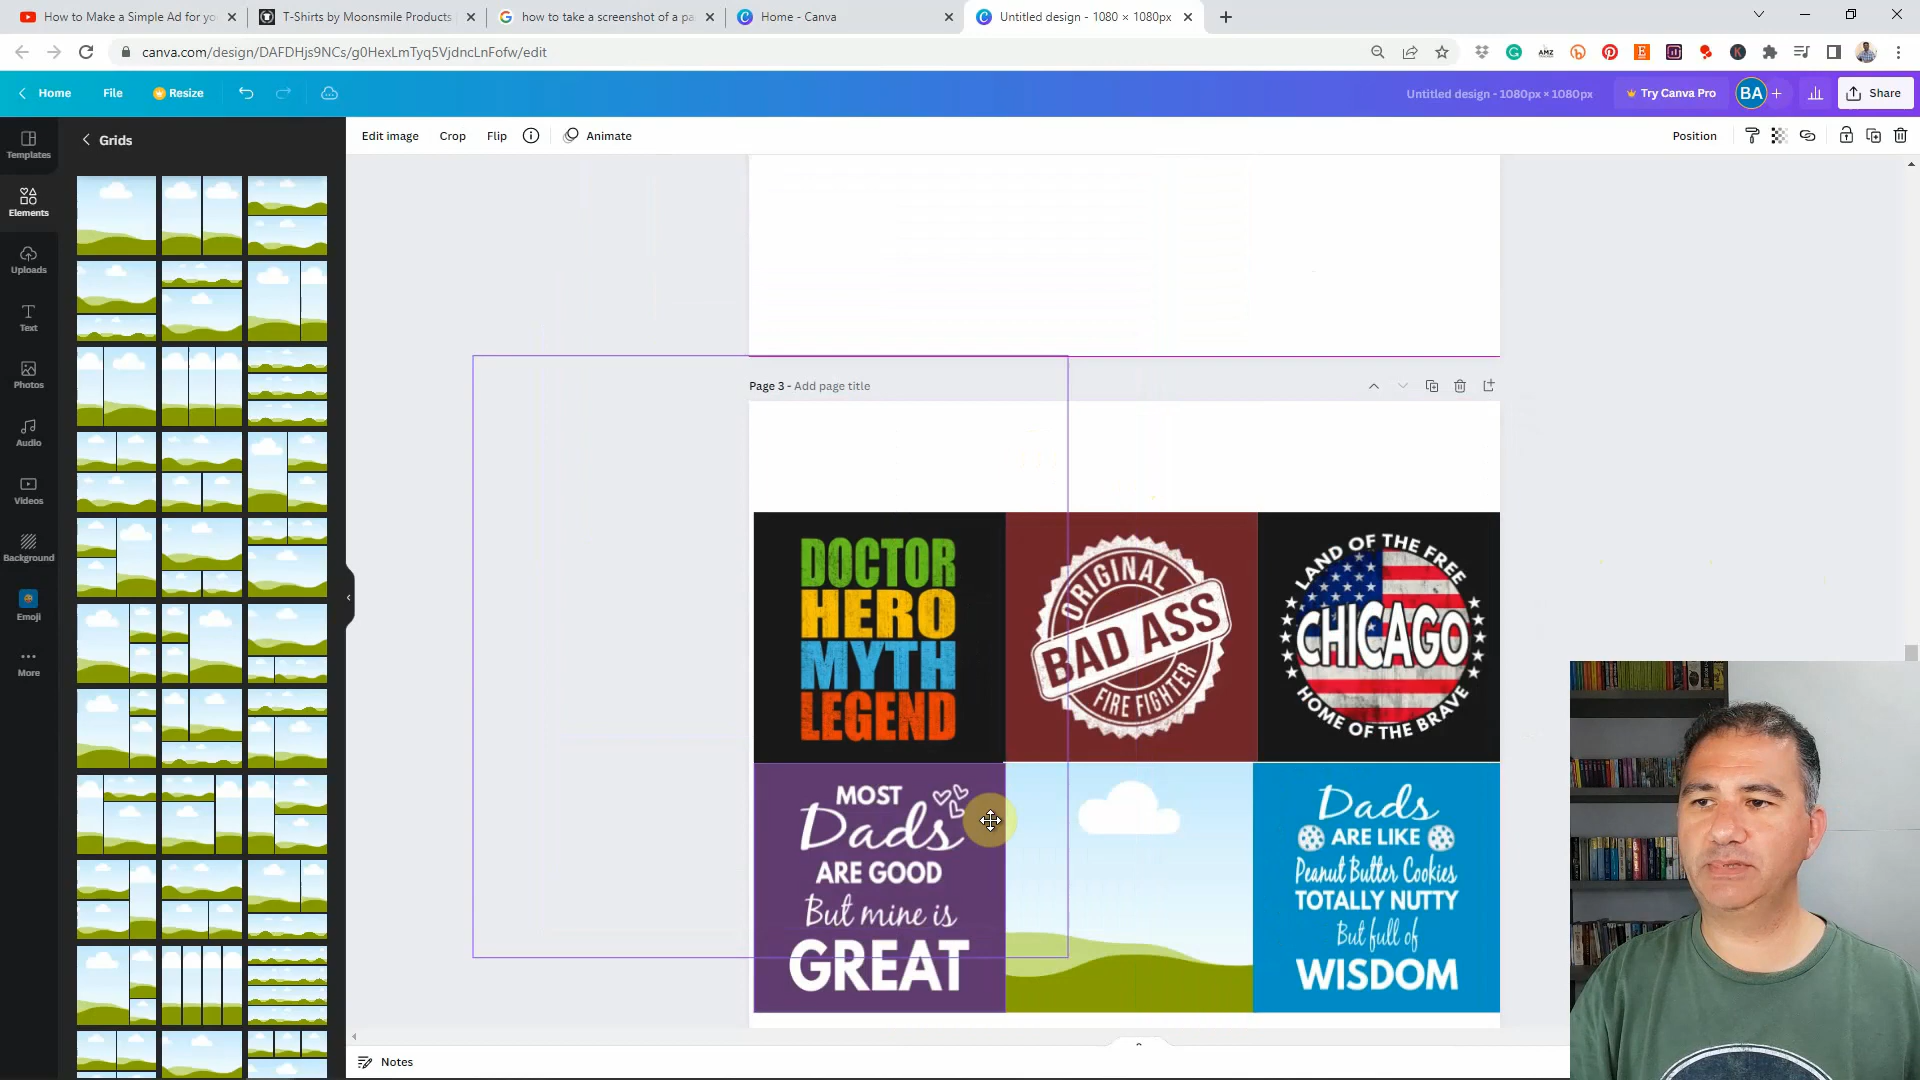 How to Make a Simple Ad for yo
T-Shirts by Moonsmile Products
how to take a screenshot of a pa
Home - Canva
Untitled design - 1080 × 1080px
canva.com/design/DAFDHjs9NCs/g0HexLmTyq5VjdncLnFofw/edit
Home
File
Resize
Untitled design - 1080px × 1080px
Try Canva Pro
BA
Share
Templates
Elements
Uploads
Text
Photos
Audio
Videos
Background
Emoji
More
Grids
Edit image
Crop
Flip
Animate
Position
Page 3 - Add page title
DOCTOR
HERO
MYTH
LEGEND
ORIGINAL
BAD ASS
FIRE FIGHTER
LAND OF THE FREE
CHICAGO
HOME OF THE BRAVE
MOST
Dads
ARE GOOD
But mine is
GREAT
Dads
ARE LIKE
Peanut Butter Cookies
TOTALLY NUTTY
But full of
WISDOM
Notes